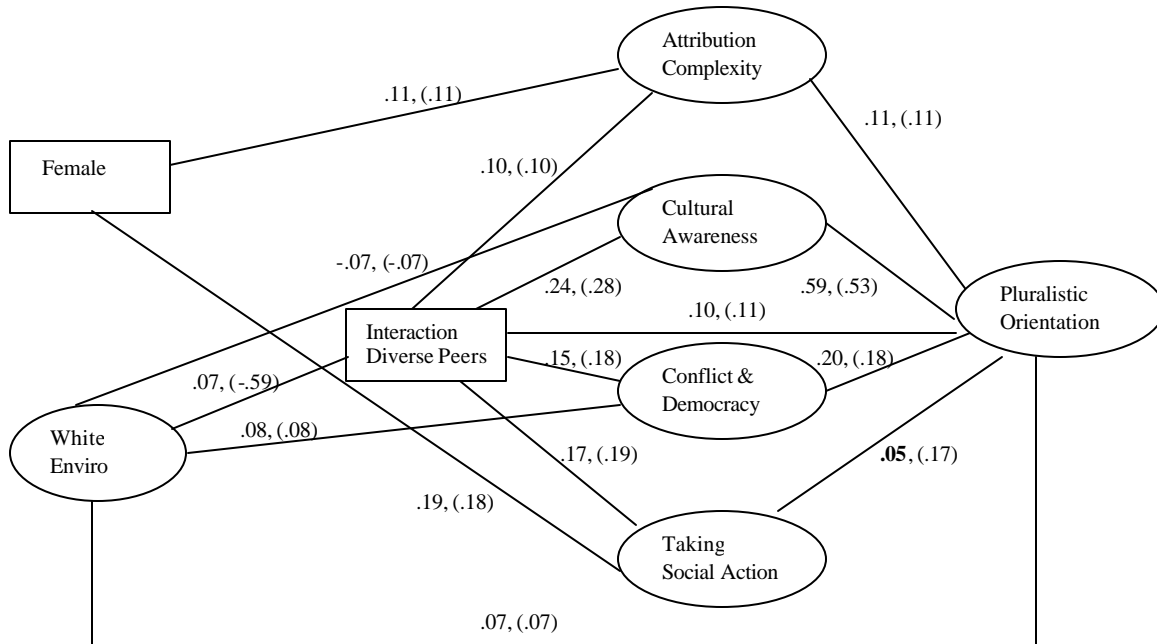 Attribution
Complexity
.11, (.11)
.11, (.11)
Female
.10, (.10)
Cultural
Awareness
-.07, (-.07)
.24, (.28)
.59, (.53)
Pluralistic
Orientation
.10, (.11)
Interaction
Diverse Peers
.15, (.18)
.20, (.18)
Conflict &
Democracy
.07, (-.59)
.08, (.08)
White
Enviro
.17, (.19)
.05, (.17)
.19, (.18)
Taking
Social Action
.07, (.07)